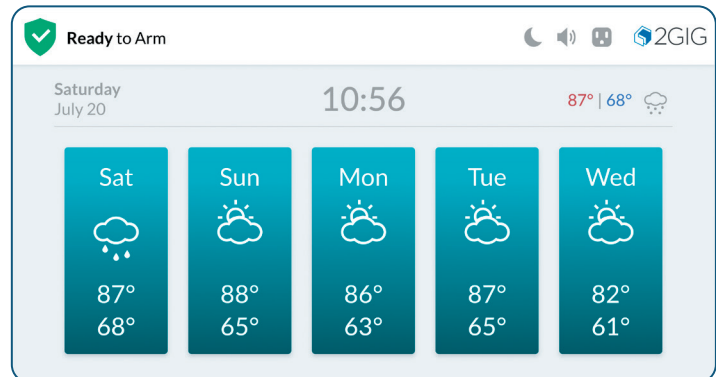 Ready to Arm
2GIG
Saturday
July 20
10:56
87° | 68°
Sat Sun Mon Tue Wed
87° 88° 86° 87° 82°
68° 65° 63° 65° 61°